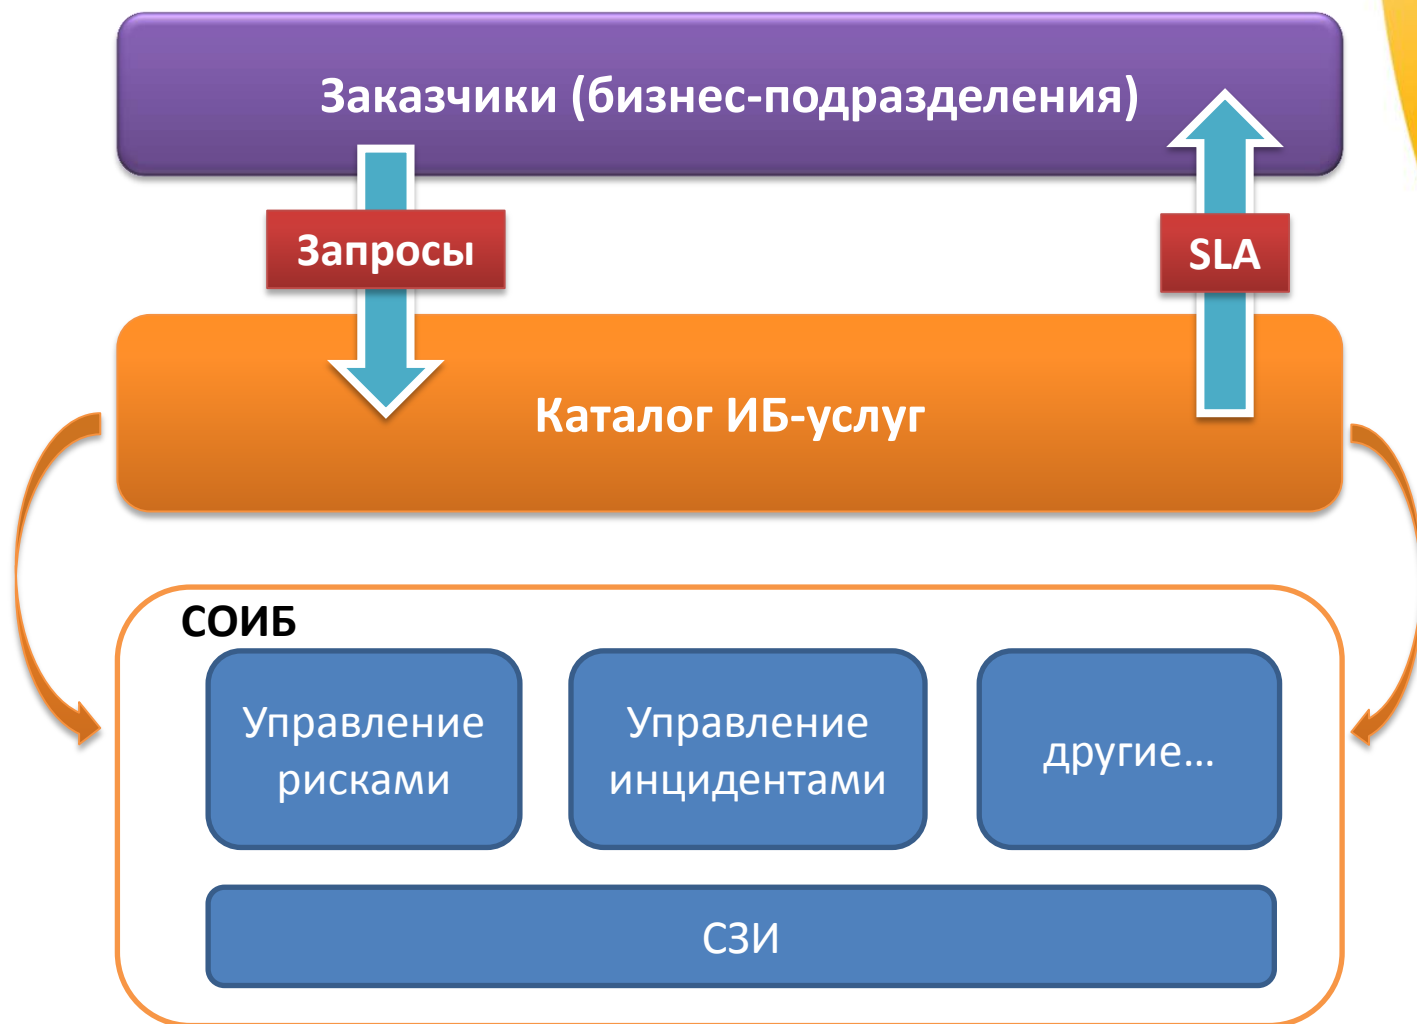 Заказчики (бизнес-подразделения)
Запросы
SLA
Каталог ИБ-услуг
СОИБ
Управление
рисками
Управление
инцидентами
другие...
СЗИ